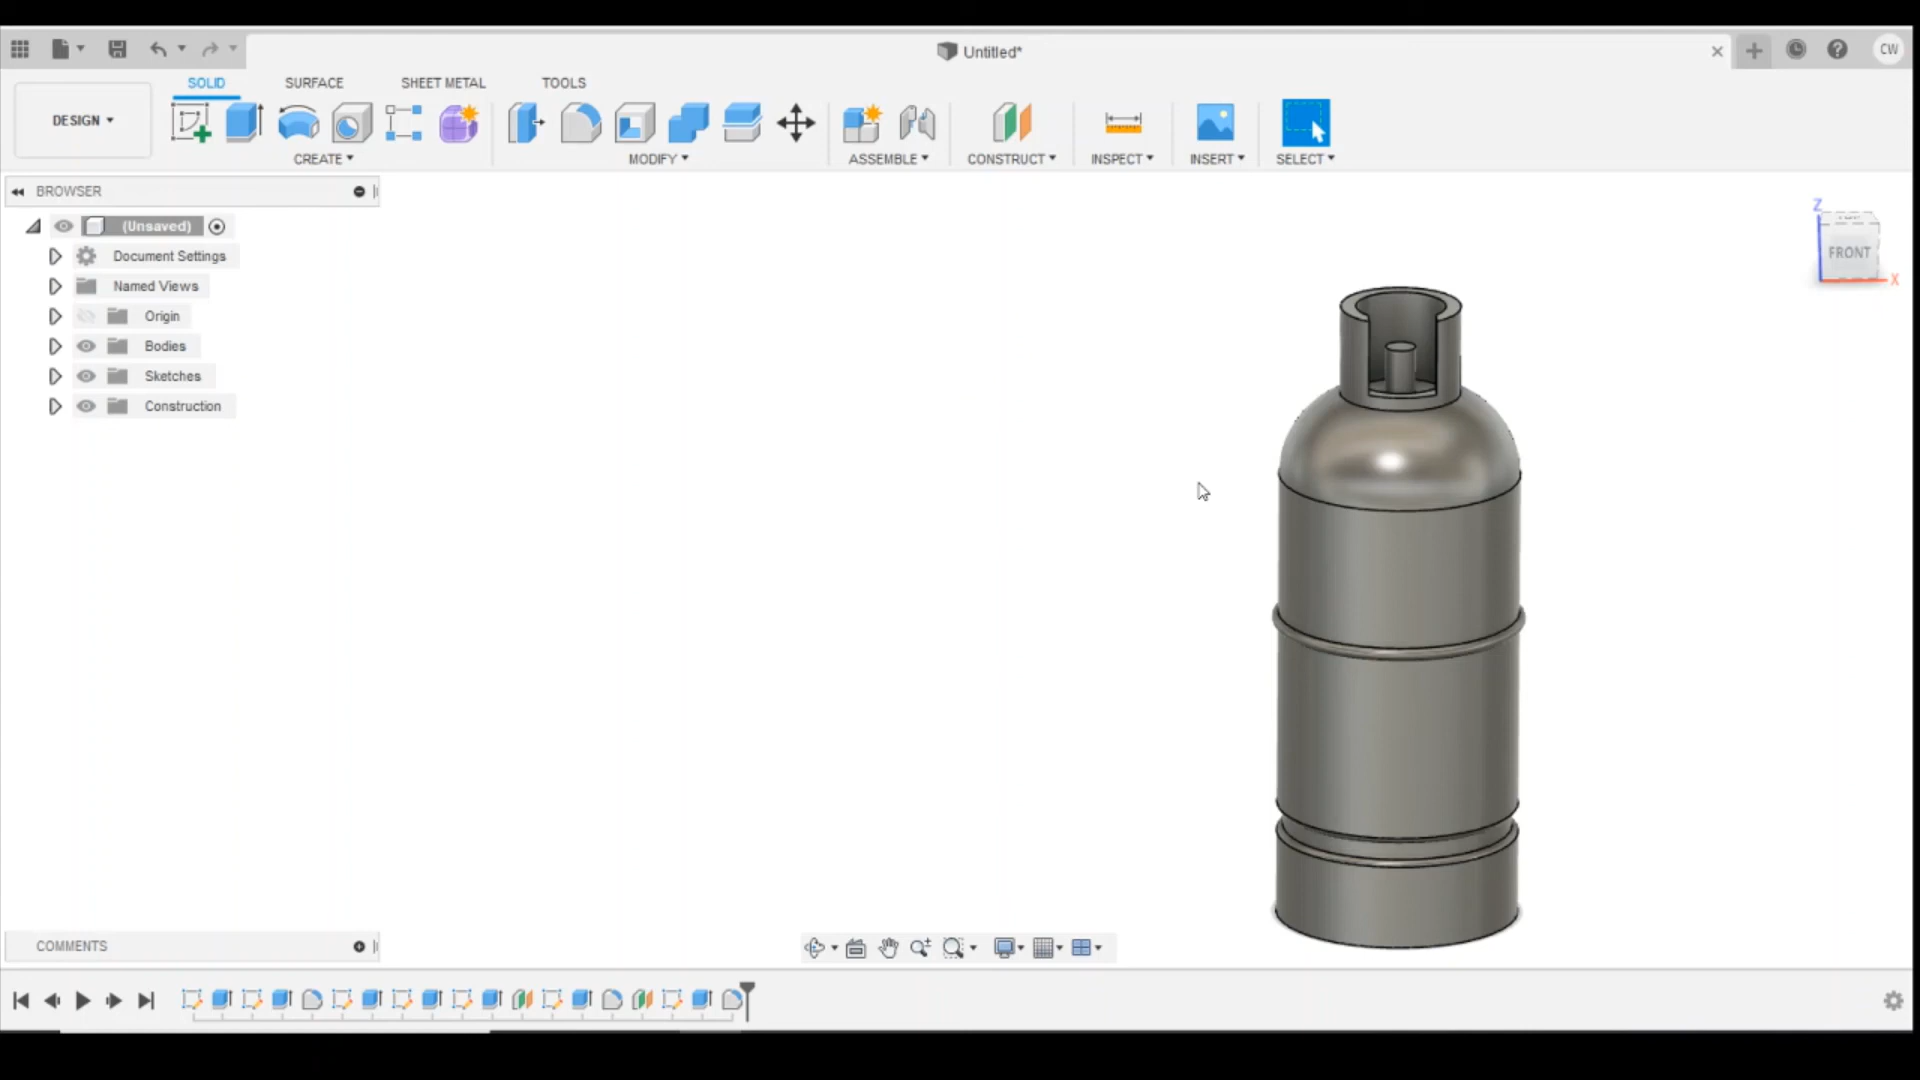 Untitled*
CW
SOLID SURFACE SHEET METAL TOOLS
DESIGN
CREATE MODIFY ASSEMBLE CONSTRUCT INSPECT INSERT SELECT
BROWSER
(Unsaved)
Document Settings
Named Views
Origin
Bodies
Sketches
Construction
Z
TOP
FRONT
X
COMMENTS